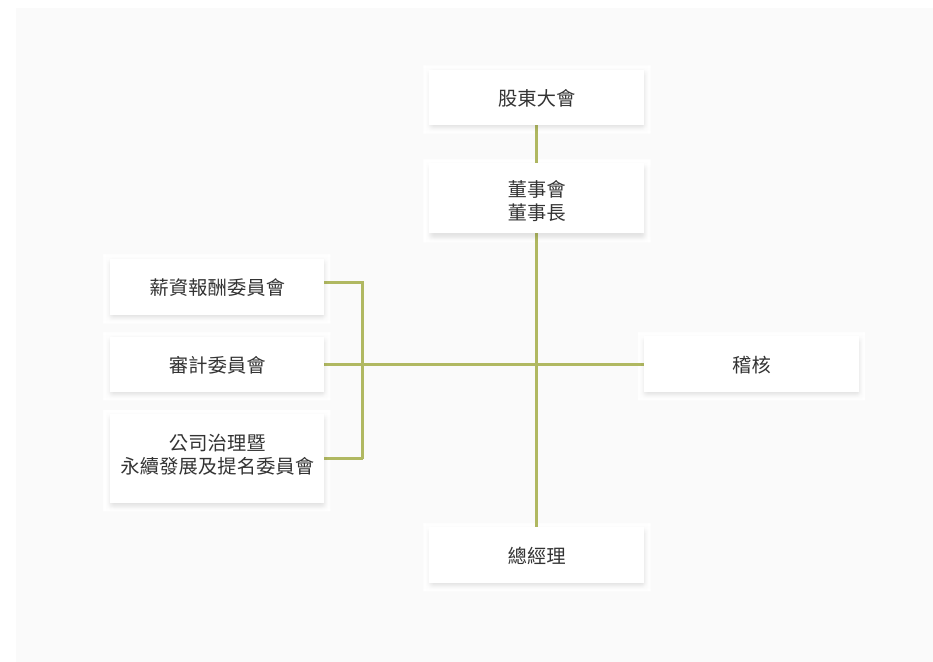 股東大會
董事會
董事長
薪資報酬委員會
審計委員會
稽核
公司治理暨
永續發展及提名委員會
總經理